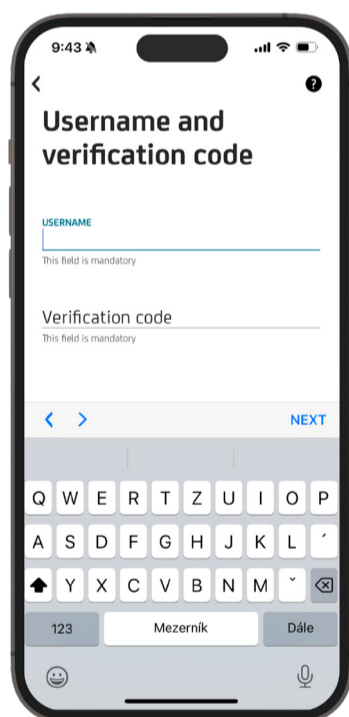 9:43
?
Username and
verification code
USERNAME
This field is mandatory
Verification code
This field is mandatory
NEXT
Q W E R T Z U I O P
A S D F G H J K L ´
Y X C V B N M ˇ
123 Mezerník Dále